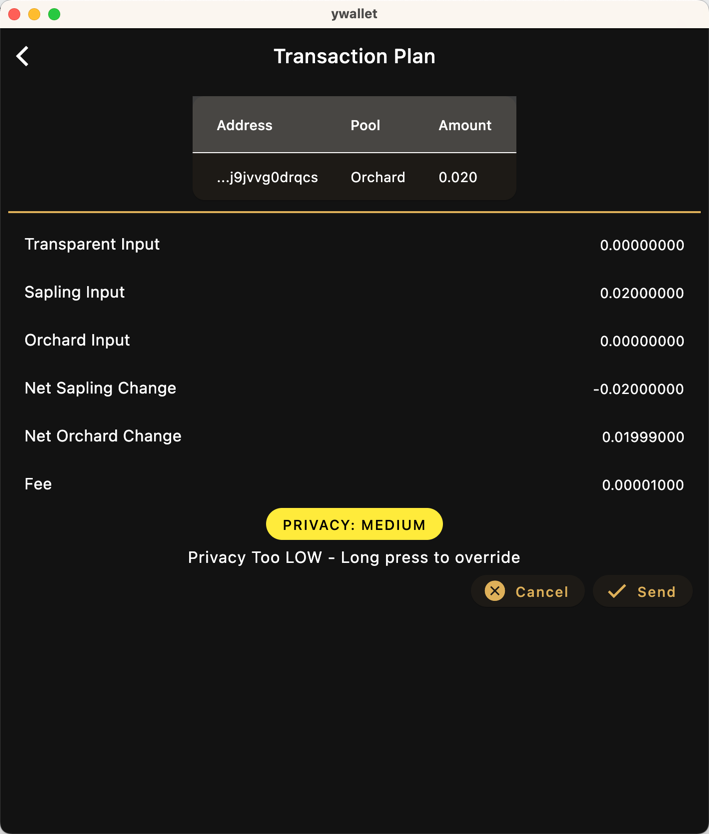 ywallet
Transaction Plan
Address Pool Amount
...j9jvvg0drqcs Orchard 0.020
Transparent Input 0.00000000
Sapling Input 0.02000000
Orchard Input 0.00000000
Net Sapling Change -0.02000000
Net Orchard Change 0.01999000
Fee 0.00001000
PRIVACY: MEDIUM
Privacy Too LOW - Long press to override
Cancel Send